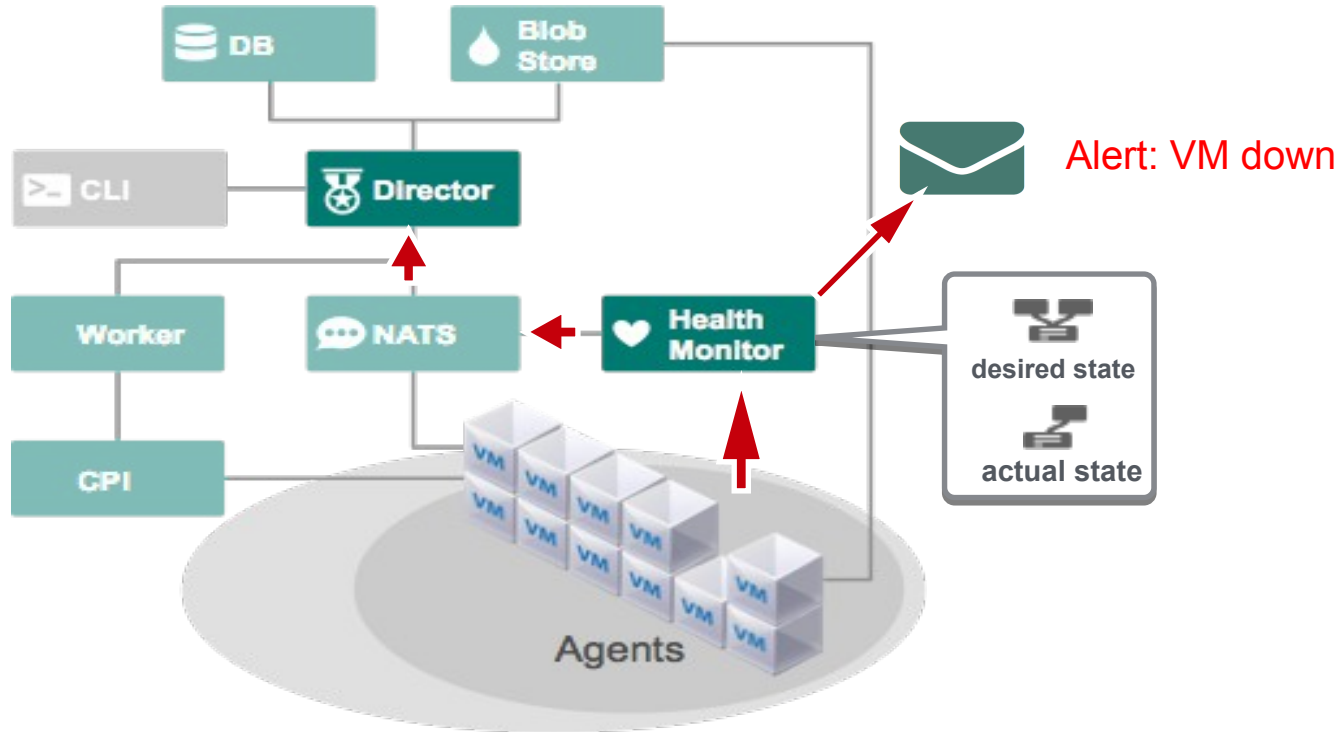 DB
Blob
Store
Alert: VM down
>_ CLI
Director
Worker
NATS
Health
Monitor
desired state
actual state
CPI
VM
VM
VM
VM
VM
VM
VM
VM
VM
VM
VM
Agents